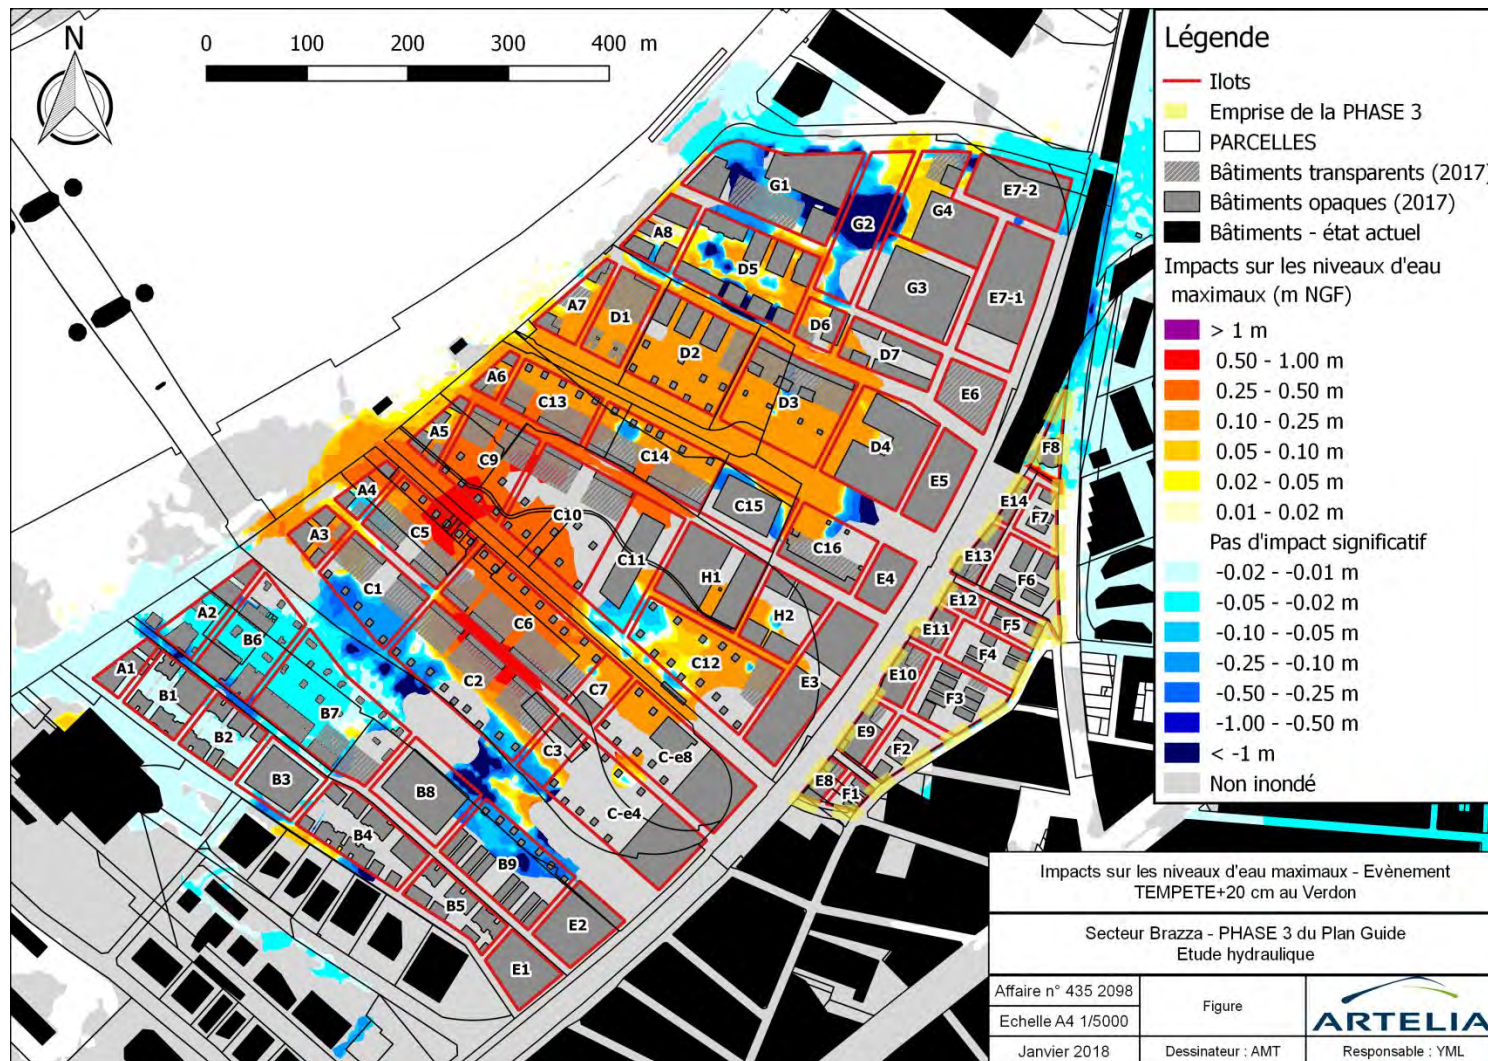 N
0 100 200 300 400 m
Légende
Ilots
Emprise de la PHASE 3
PARCELLES
Bâtiments transparents (2017)
Bâtiments opaques (2017)
Bâtiments - état actuel
Impacts sur les niveaux d'eau
maximaux (m NGF)
> 1 m
0.50 - 1.00 m
0.25 - 0.50 m
0.10 - 0.25 m
0.05 - 0.10 m
0.02 - 0.05 m
0.01 - 0.02 m
Pas d'impact significatif
-0.02 - -0.01 m
-0.05 - -0.02 m
-0.10 - -0.05 m
-0.25 - -0.10 m
-0.50 - -0.25 m
-1.00 - -0.50 m
< -1 m
Non inondé
G1
G2
G4
E7-2
A8
D5
G3
E7-1
A7
D1
D6
D2
D7
A6
E6
C13
D3
A5
D4
F8
C9
C14
E5
A4
C10
C15
E14
F7
A3
C5
C16
E13
C11
E4
F6
C1
H1
E12
A2
H2
F5
B6
C6
E11
F4
A1
C12
E10
B1
C2
C7
E3
F3
B7
E9
B2
C3
C-e8
F2
B3
B8
E8
F1
C-e4
B4
B9
B5
E2
E1
Impacts sur les niveaux d'eau maximaux - Evènement
TEMPETE+20 cm au Verdon
Secteur Brazza - PHASE 3 du Plan Guide
Etude hydraulique
Affaire n° 435 2098
Figure
Echelle A4 1/5000
ARTELIA
Janvier 2018
Dessinateur : AMT
Responsable : YML